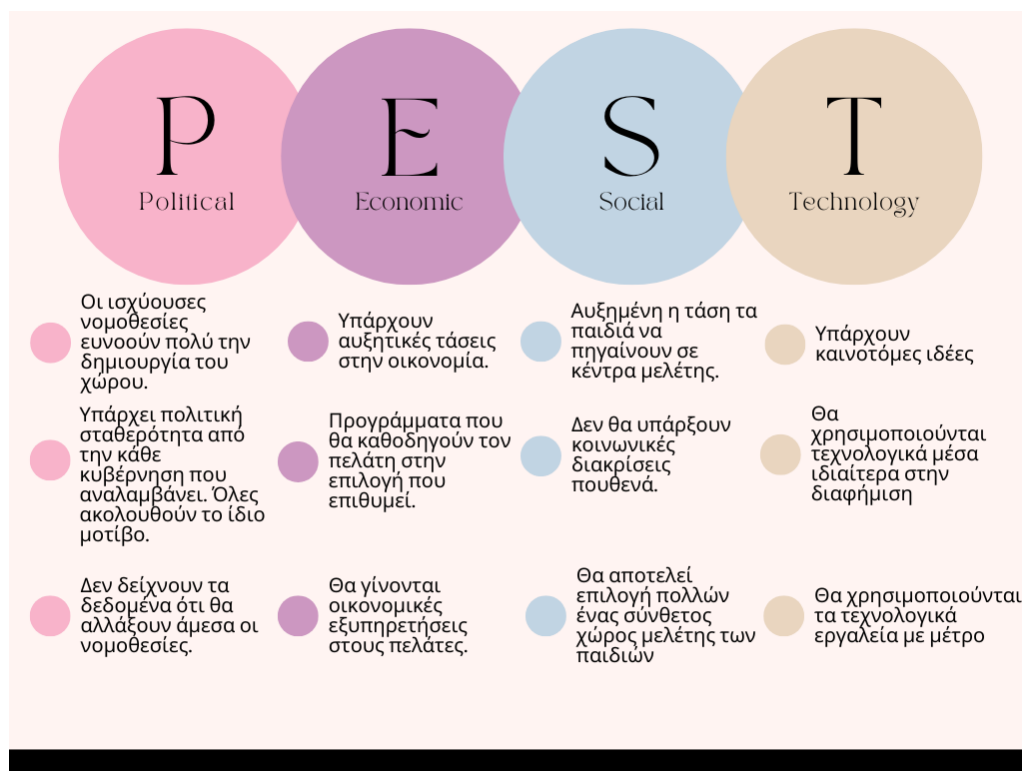 P
Political
E
Economic
S
Social
T
Technology
Οι ισχύουσες
νομοθεσίες
ευνοούν πολύ την
δημιουργία του
χώρου.
Υπάρχει πολιτική
σταθερότητα από
την κάθε
κυβέρνηση που
αναλαμβάνει. Όλες
ακολουθούν το ίδιο
μοτίβο.
Δεν δείχνουν τα
δεδομένα ότι θα
αλλάξουν άμεσα οι
νομοθεσίες.
Υπάρχουν
αυξητικές τάσεις
στην οικονομία.
Προγράμματα που
θα καθοδηγούν τον
πελάτη στην
επιλογή που
επιθυμεί.
Θα γίνονται
οικονομικές
εξυπηρετήσεις
στους πελάτες.
Αυξημένη η τάση τα
παιδιά να
πηγαίνουν σε
κέντρα μελέτης.
Δεν θα υπάρξουν
κοινωνικές
διακρίσεις
πουθενά.
Θα αποτελεί
επιλογή πολλών
ένας σύνθετος
χώρος μελέτης των
παιδιών
Υπάρχουν
καινοτόμες ιδέες
Θα
χρησιμοποιούνται
τεχνολογικά μέσα
ιδιαίτερα στην
διαφήμιση
Θα χρησιμοποιούνται
τα τεχνολογικά
εργαλεία με μέτρο